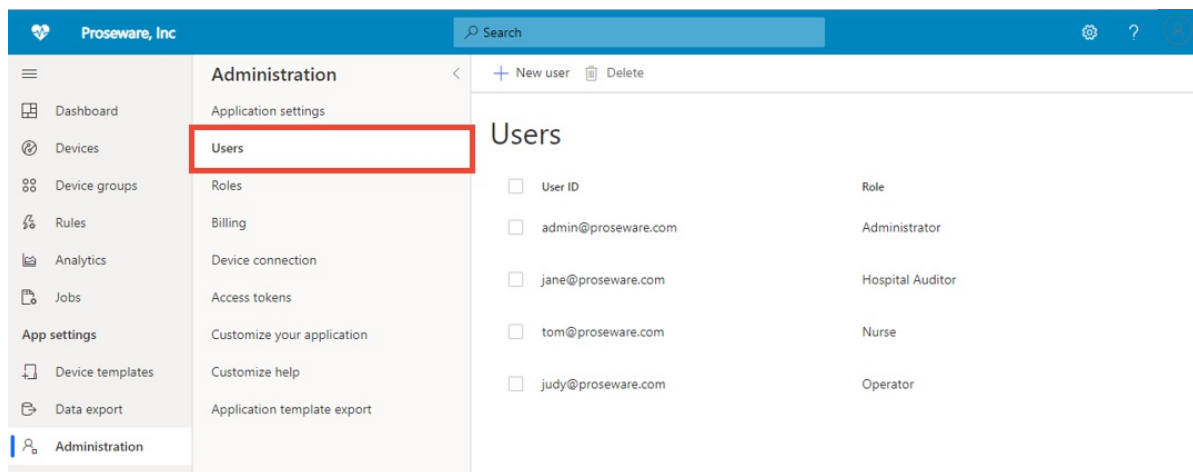 Proseware, Inc
Search
?
Dashboard
Devices
Device groups
Rules
Analytics
Jobs
App settings
Device templates
Data export
Administration
Administration
Application settings
Users
Roles
Billing
Device connection
Access tokens
Customize your application
Customize help
Application template export
New user Delete
Users
User ID Role
admin@proseware.com Administrator
jane@proseware.com Hospital Auditor
tom@proseware.com Nurse
judy@proseware.com Operator